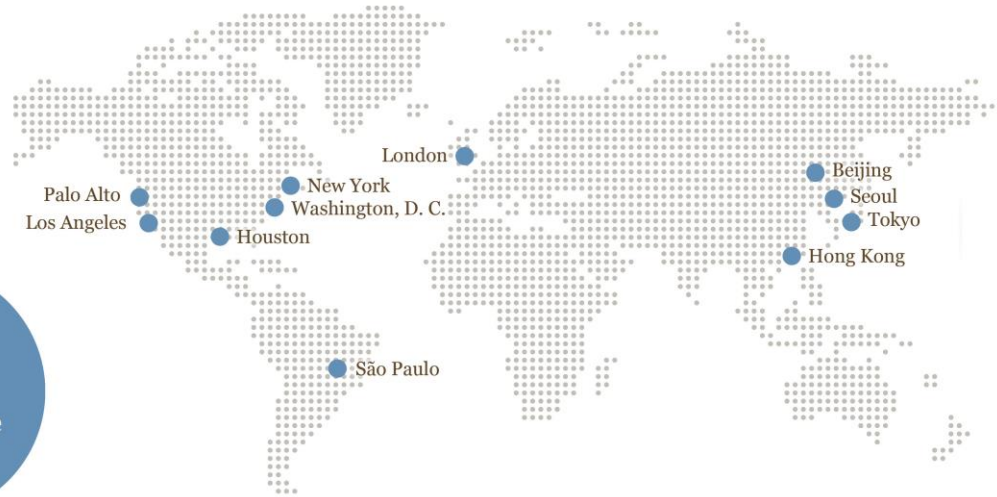 London
Beijing
New York
Palo Alto
Seoul
Washington, D. C.
Tokyo
Los Angeles
Houston
Hong Kong
São Paulo